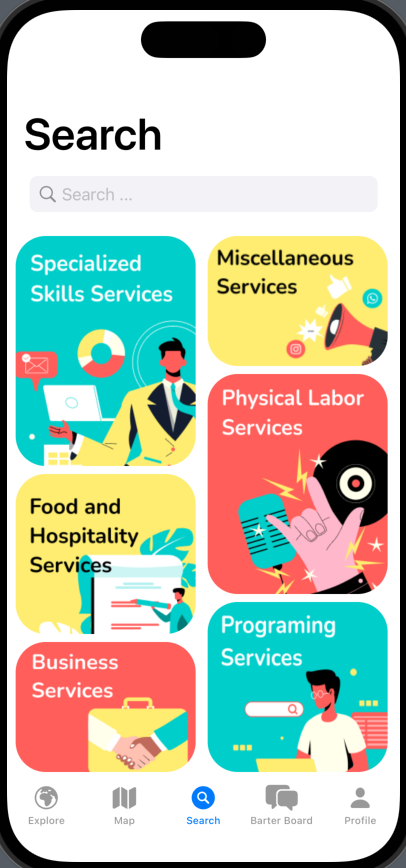 Search
Search ...
Specialized
Skills Services
Miscellaneous
Services
Physical Labor
Services
Food and
Hospitality
Services
Programing
Services
Business
Services
Explore
Map
Search
Barter Board
Profile